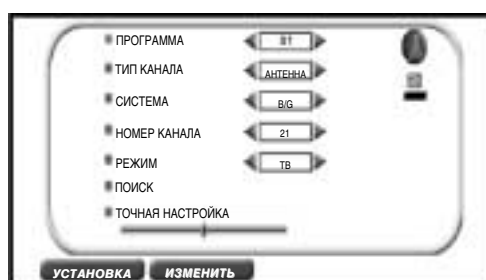 ПРОГРАММА
ТИП КАНАЛА АНТЕННА
СИСТЕМА B/G
НОМЕР КАНАЛА 21
РЕЖИМ ТВ
ПОИСК
ТОЧНАЯ НАСТРОЙКА
УСТАНОВКА ИЗМЕНИТЬ